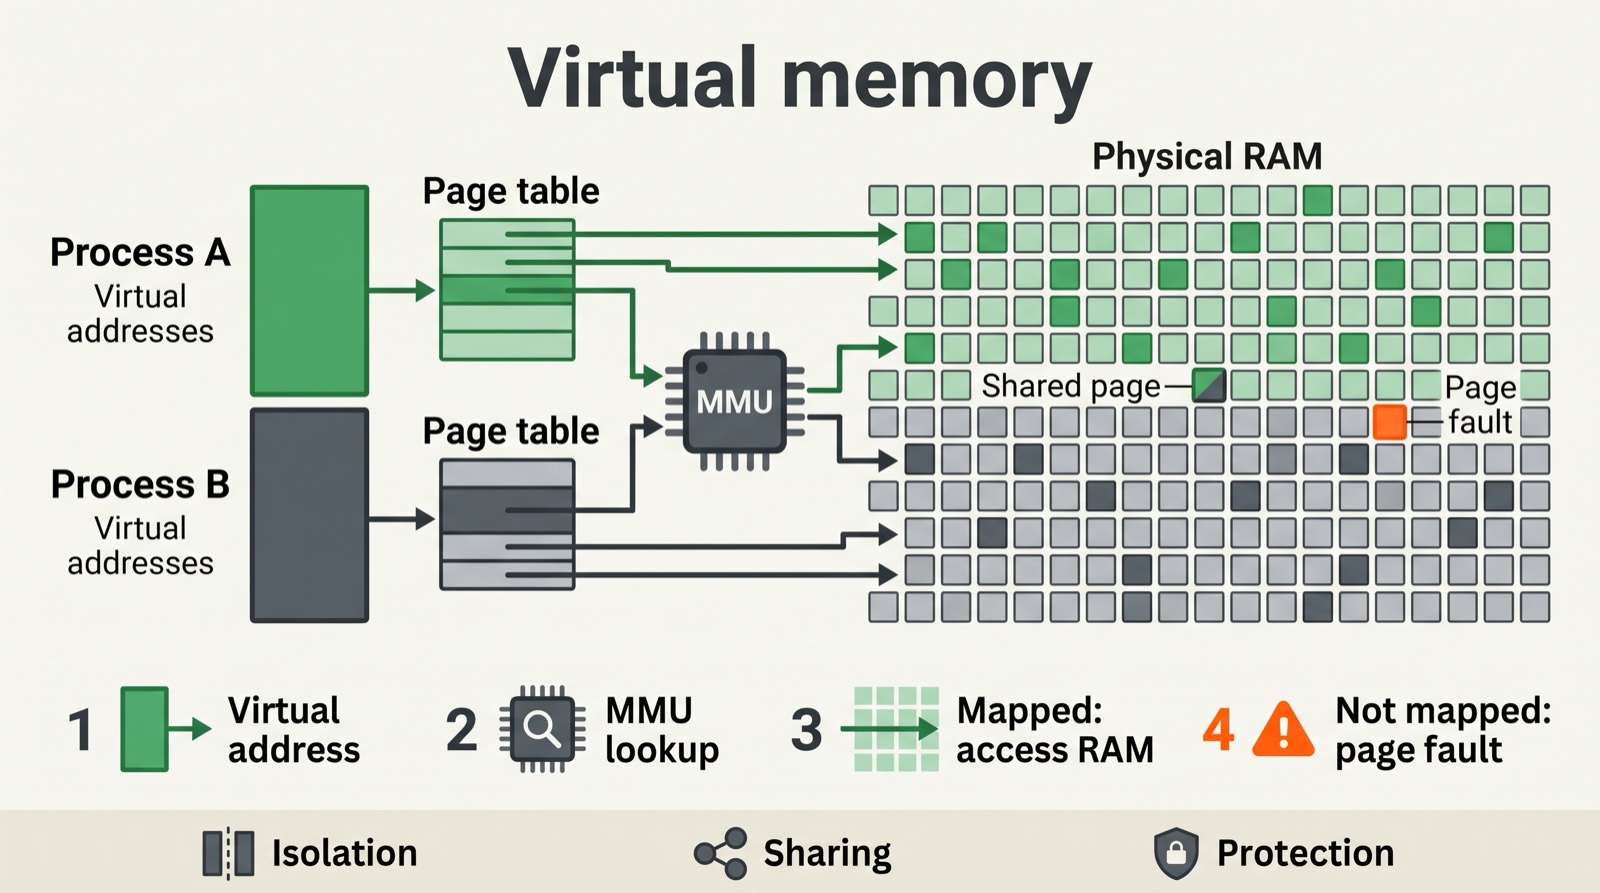 Virtual memory
Physical RAM
Page table
Process A
Virtual
addresses
MMU
Shared page
Page
fault
Page table
Process B
Virtual
addresses
1
Virtual
address
2
MMU
lookup
3
Mapped:
access RAM
4
Not mapped:
page fault
Isolation
Sharing
Protection